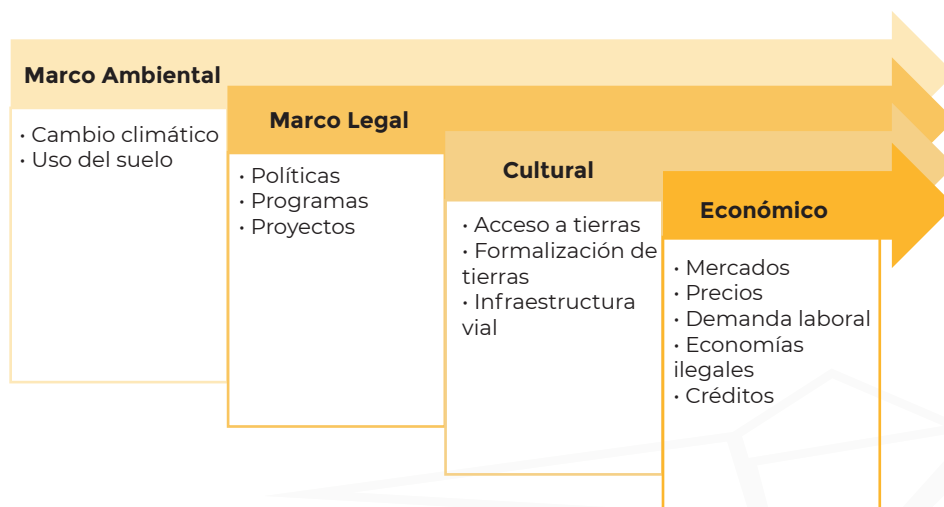 Marco Ambiental
· Cambio climático
· Uso del suelo
Marco Legal
· Políticas
· Programas
· Proyectos
Cultural
· Acceso a tierras
· Formalización de
tierras
· Infraestructura
vial
Económico
· Mercados
· Precios
· Demanda laboral
· Economías
ilegales
· Créditos